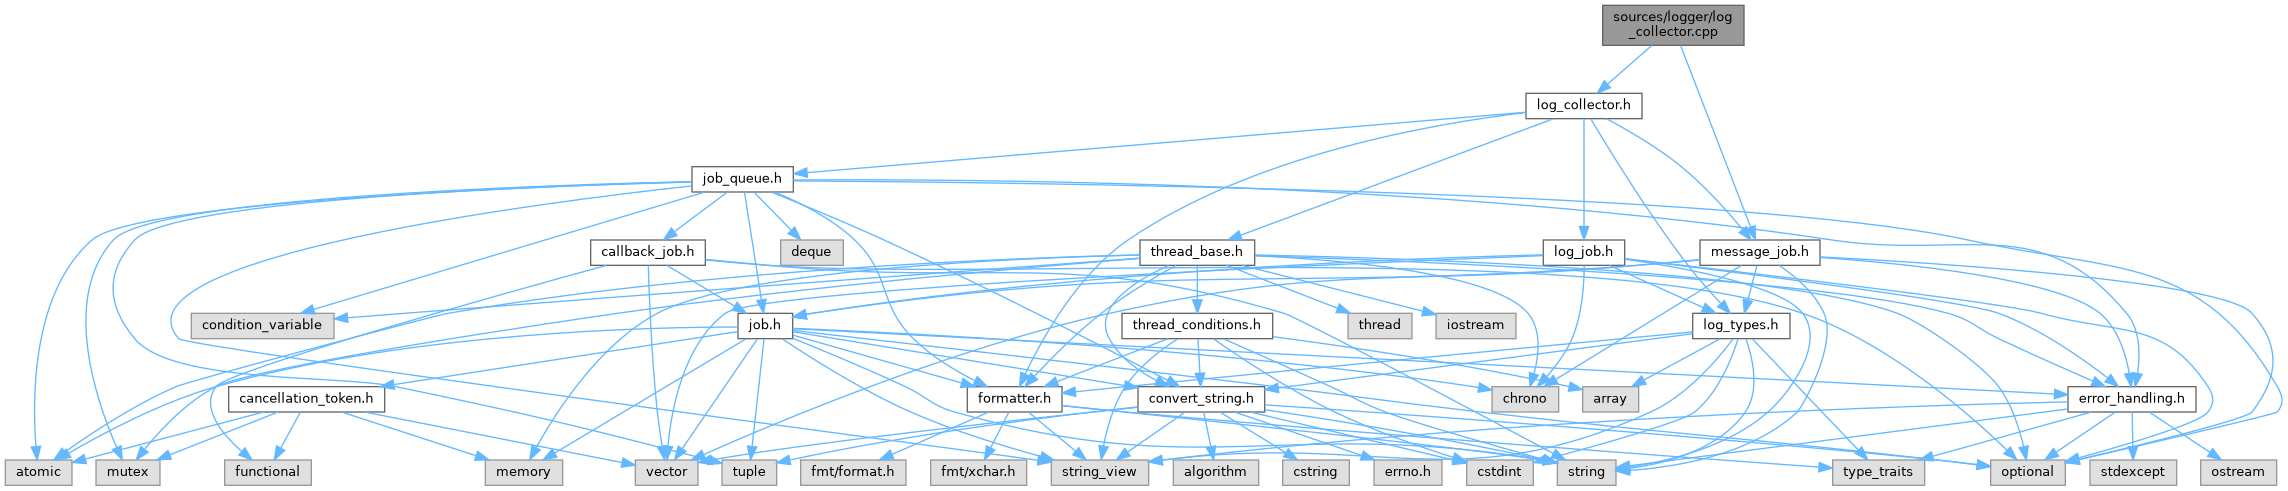 sources/logger/log
_collector.cpp
log_collector.h
job_queue.h
callback_job.h
deque
thread_base.h
log_job.h
message_job.h
condition_variable
job.h
thread_conditions.h
thread
iostream
log_types.h
cancellation_token.h
formatter.h
convert_string.h
chrono
array
error_handling.h
atomic
mutex
functional
memory
vector
tuple
fmt/format.h
fmt/xchar.h
string_view
algorithm
cstring
errno.h
cstdint
string
type_traits
optional
stdexcept
ostream